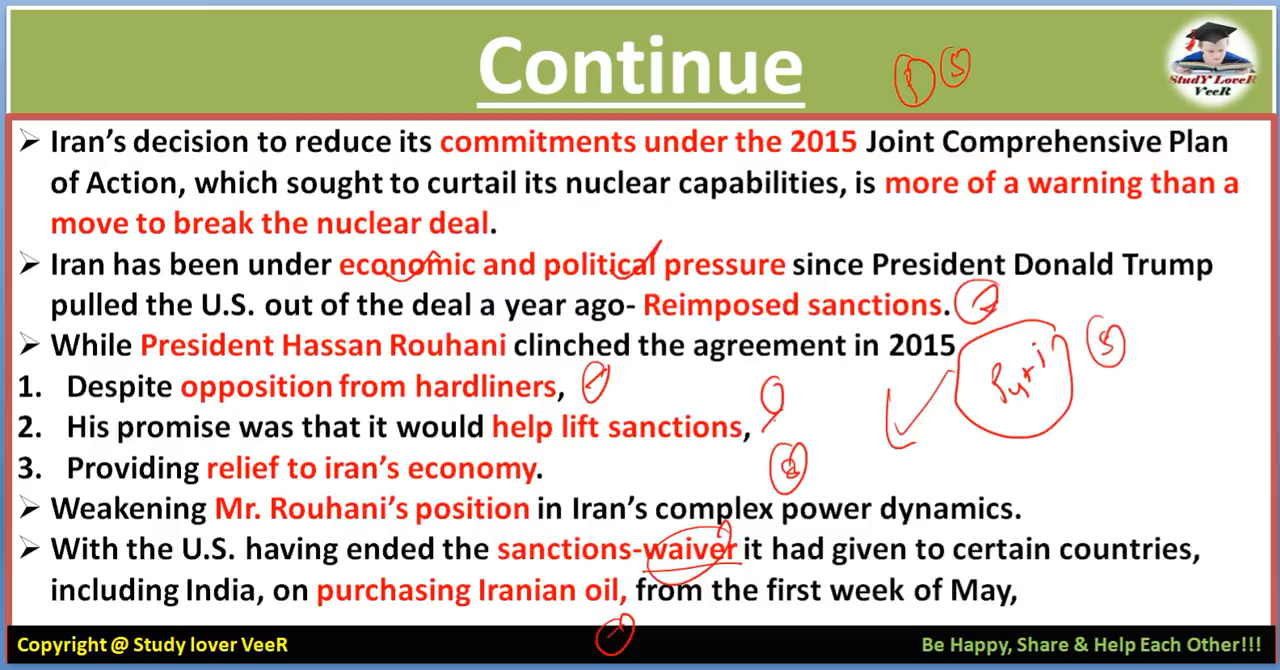 Continue
StudY LoveR
VeeR
➢ Iran's decision to reduce its commitments under the 2015 Joint Comprehensive Plan
of Action, which sought to curtail its nuclear capabilities, is more of a warning than a
move to break the nuclear deal.
➢ Iran has been under economic and political pressure since President Donald Trump
pulled the U.S. out of the deal a year ago- Reimposed sanctions.
➢ While President Hassan Rouhani clinched the agreement in 2015
1. Despite opposition from hardliners,
2. His promise was that it would help lift sanctions,
3. Providing relief to iran's economy.
➢ Weakening Mr. Rouhani's position in Iran's complex power dynamics.
➢ With the U.S. having ended the sanctions-waiver it had given to certain countries,
including India, on purchasing Iranian oil, from the first week of May,
Copyright @ Study lover VeeR
Be Happy, Share & Help Each Other!!!